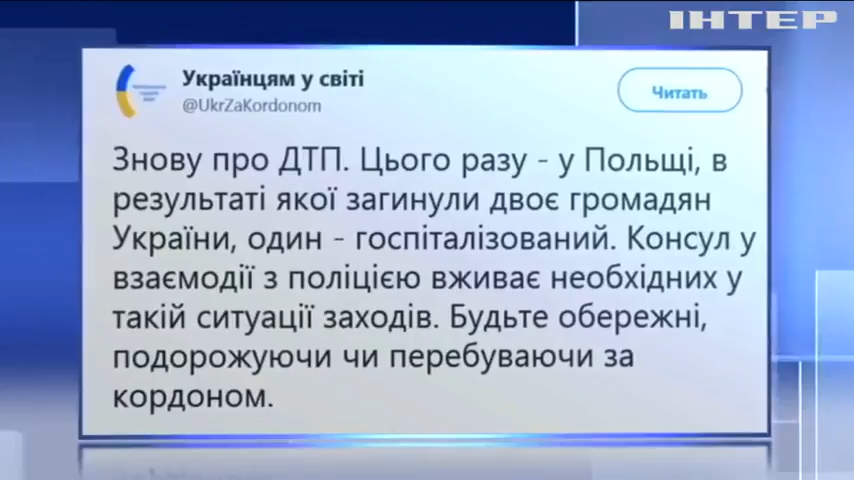 ІНТЕР
Українцям у світі
@UkrZaKordonom
Читать
Знову про ДТП. Цього разу - у Польщі, в
результаті якої загинули двоє громадян
України, один - госпіталізований. Консул у
взаємодії з поліцією вживає необхідних у
такій ситуації заходів. Будьте обережні,
подорожуючи чи перебуваючи за
кордоном.